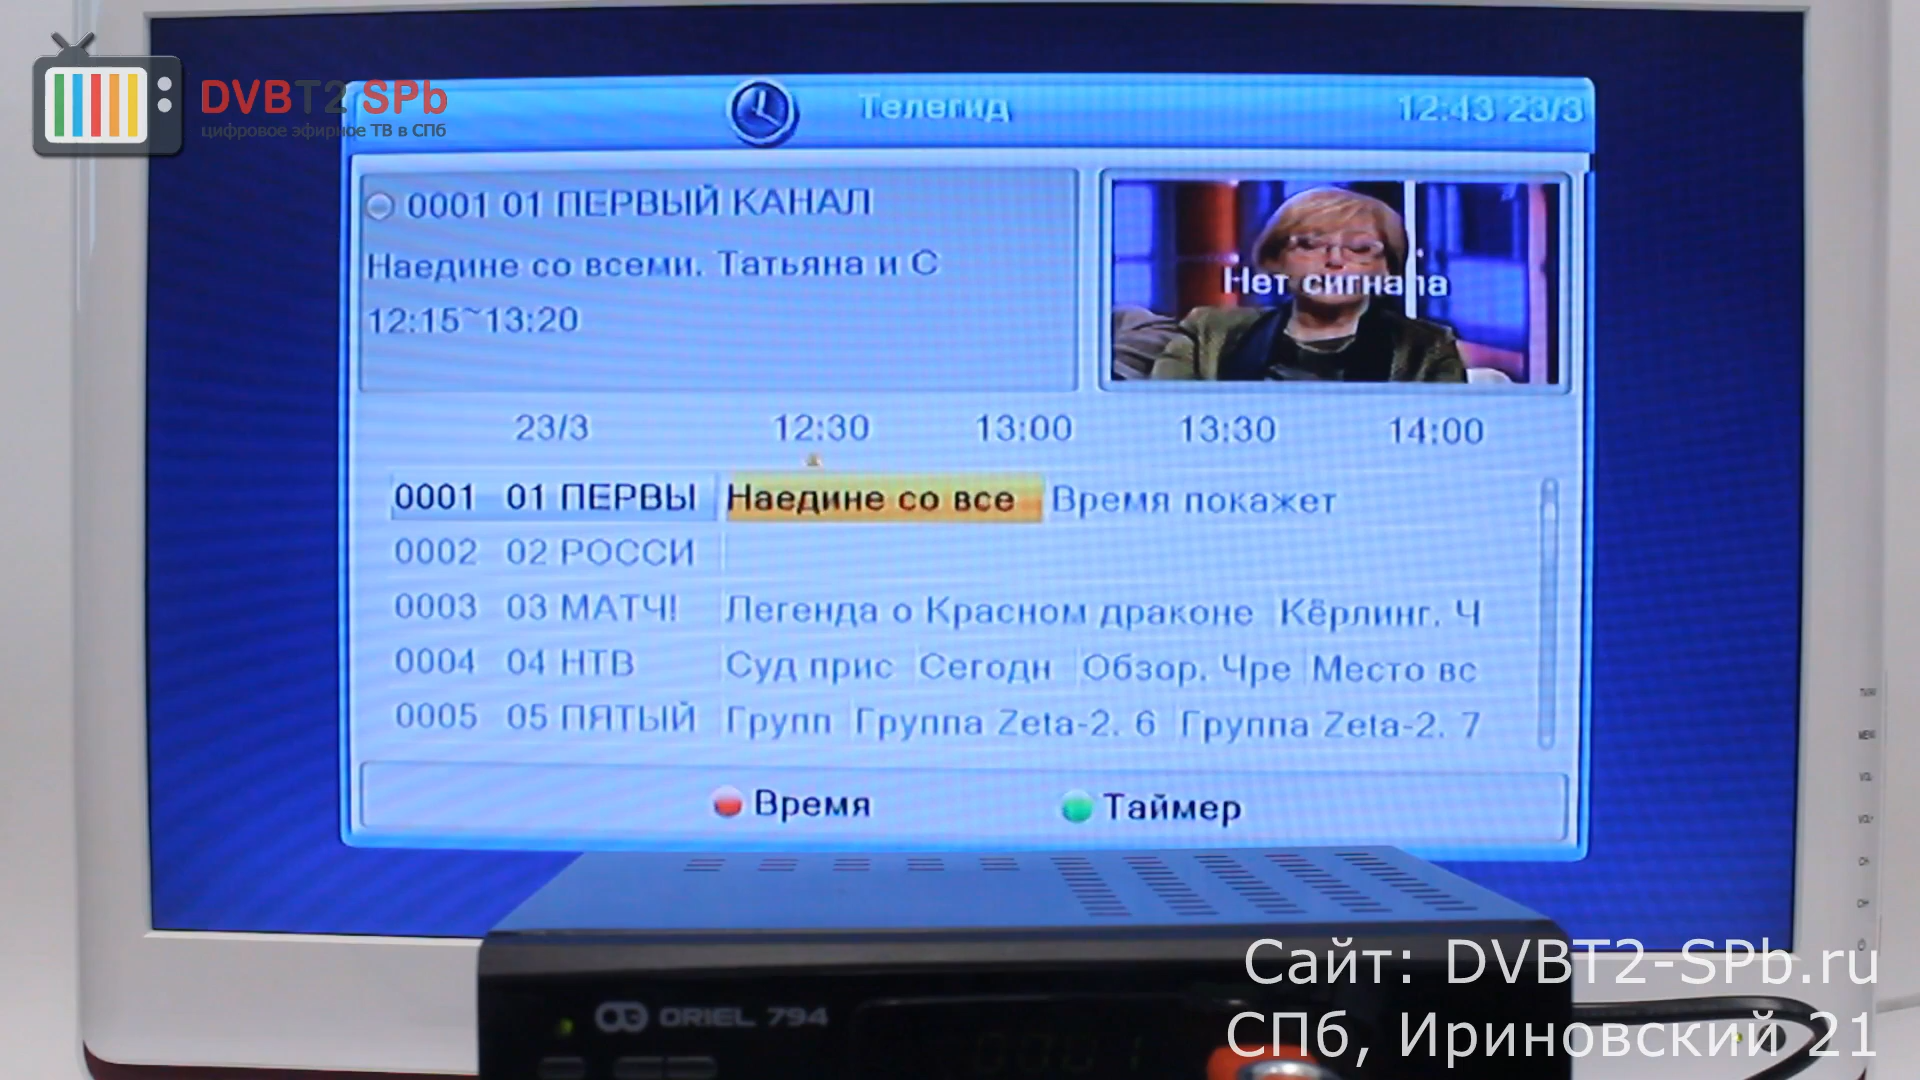 DVBT2 SPb
цифровое эфирное ТВ в СПб
Телегид
12:43 23/3
0001 01 ПЕРВЫЙ КАНАЛ
Наедине со всеми. Татьяна и С
12:15~13:20
Нет сигнала
23/3 12:30 13:00 13:30 14:00
0001 01 ПЕРВЫ Наедине со все Время покажет
0002 02 РОССИ
0003 03 МАТЧ! Легенда о Красном драконе Кёрлинг. Ч
0004 04 НТВ Суд прис Сегодн Обзор. Чре Место вс
0005 05 ПЯТЫЙ Групп Группа Zeta-2. 6 Группа Zeta-2. 7
Время Таймер
ORIEL 794
0001
Сайт: DVBT2-SPb.ru
СПб, Ириновский 21